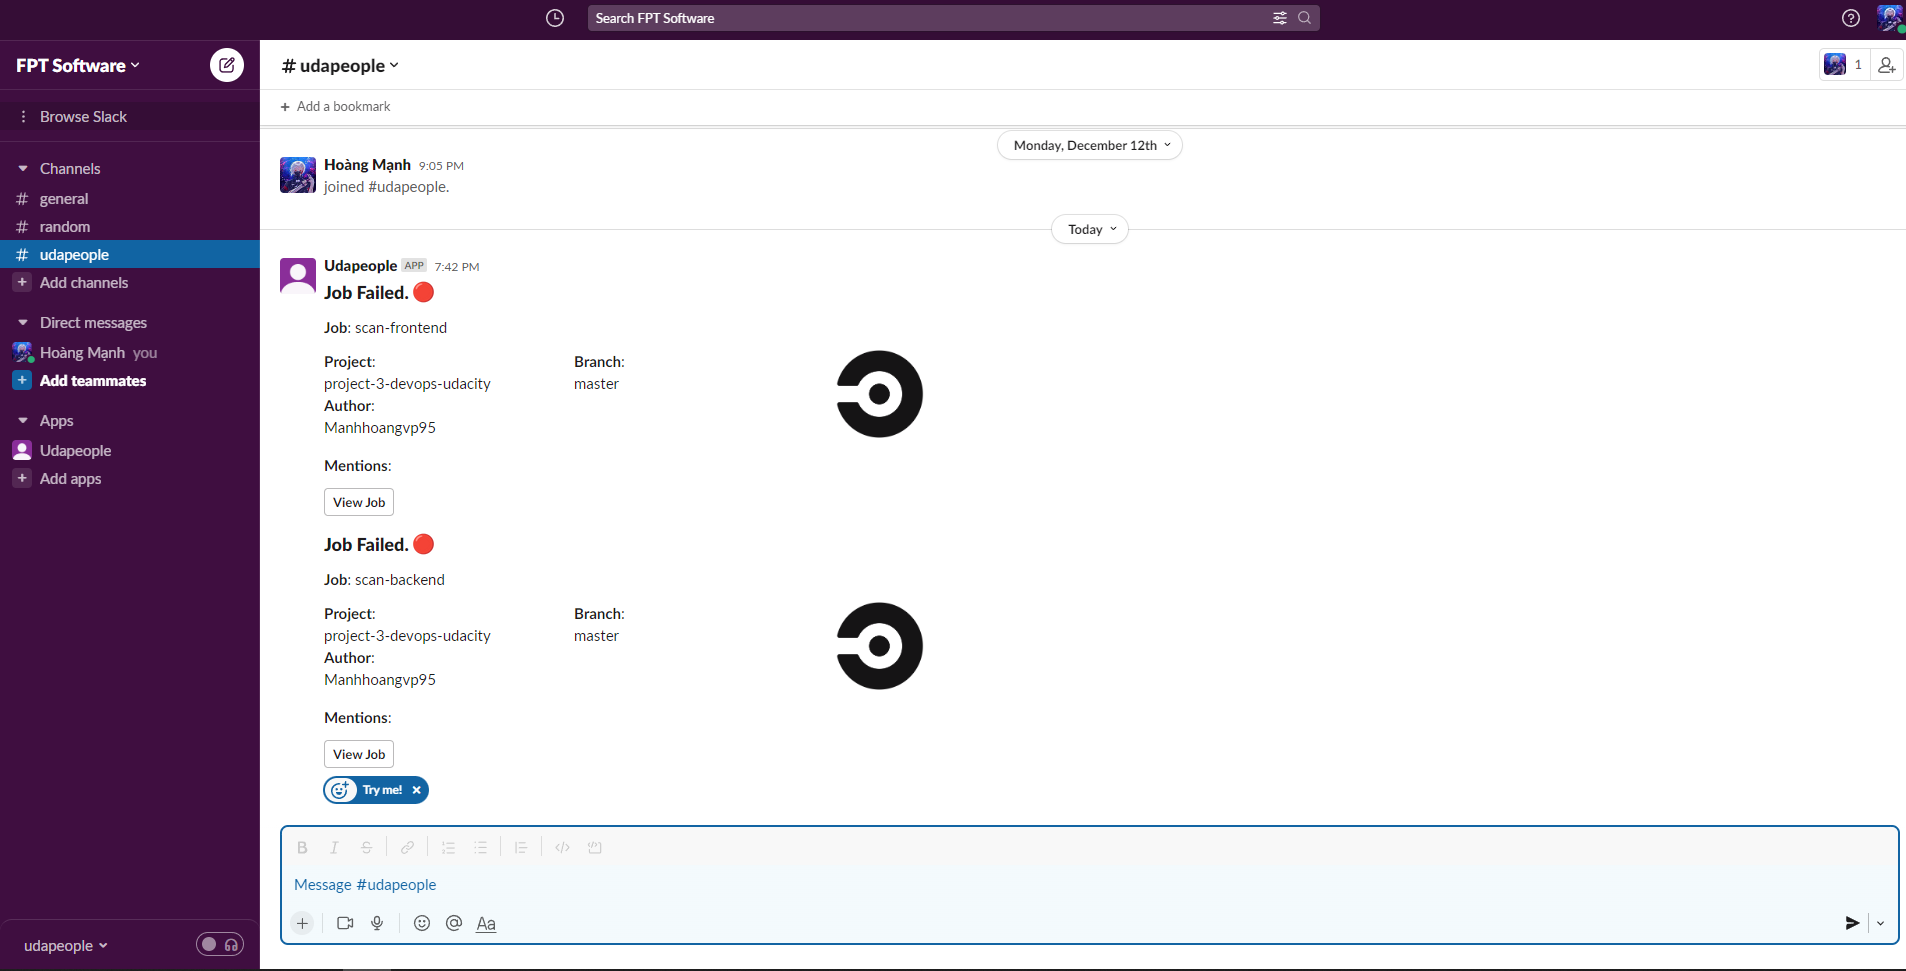 Search FPT Software
FPT Software
# udapeople
1
+ Add a bookmark
Browse Slack
Channels
# general
# random
# udapeople
+ Add channels
Direct messages
Hoàng Mạnh you
+ Add teammates
Apps
Udapeople
+ Add apps
udapeople
Monday, December 12th
Hoàng Mạnh 9:05 PM
joined #udapeople.
Today
Udapeople APP 7:42 PM
Job Failed.
Job: scan-frontend
Project: Branch:
project-3-devops-udacity master
Author:
Manhhoangvp95
Mentions:
View Job
Job Failed.
Job: scan-backend
Project: Branch:
project-3-devops-udacity master
Author:
Manhhoangvp95
Mentions:
View Job
Try me!
Message #udapeople
Aa